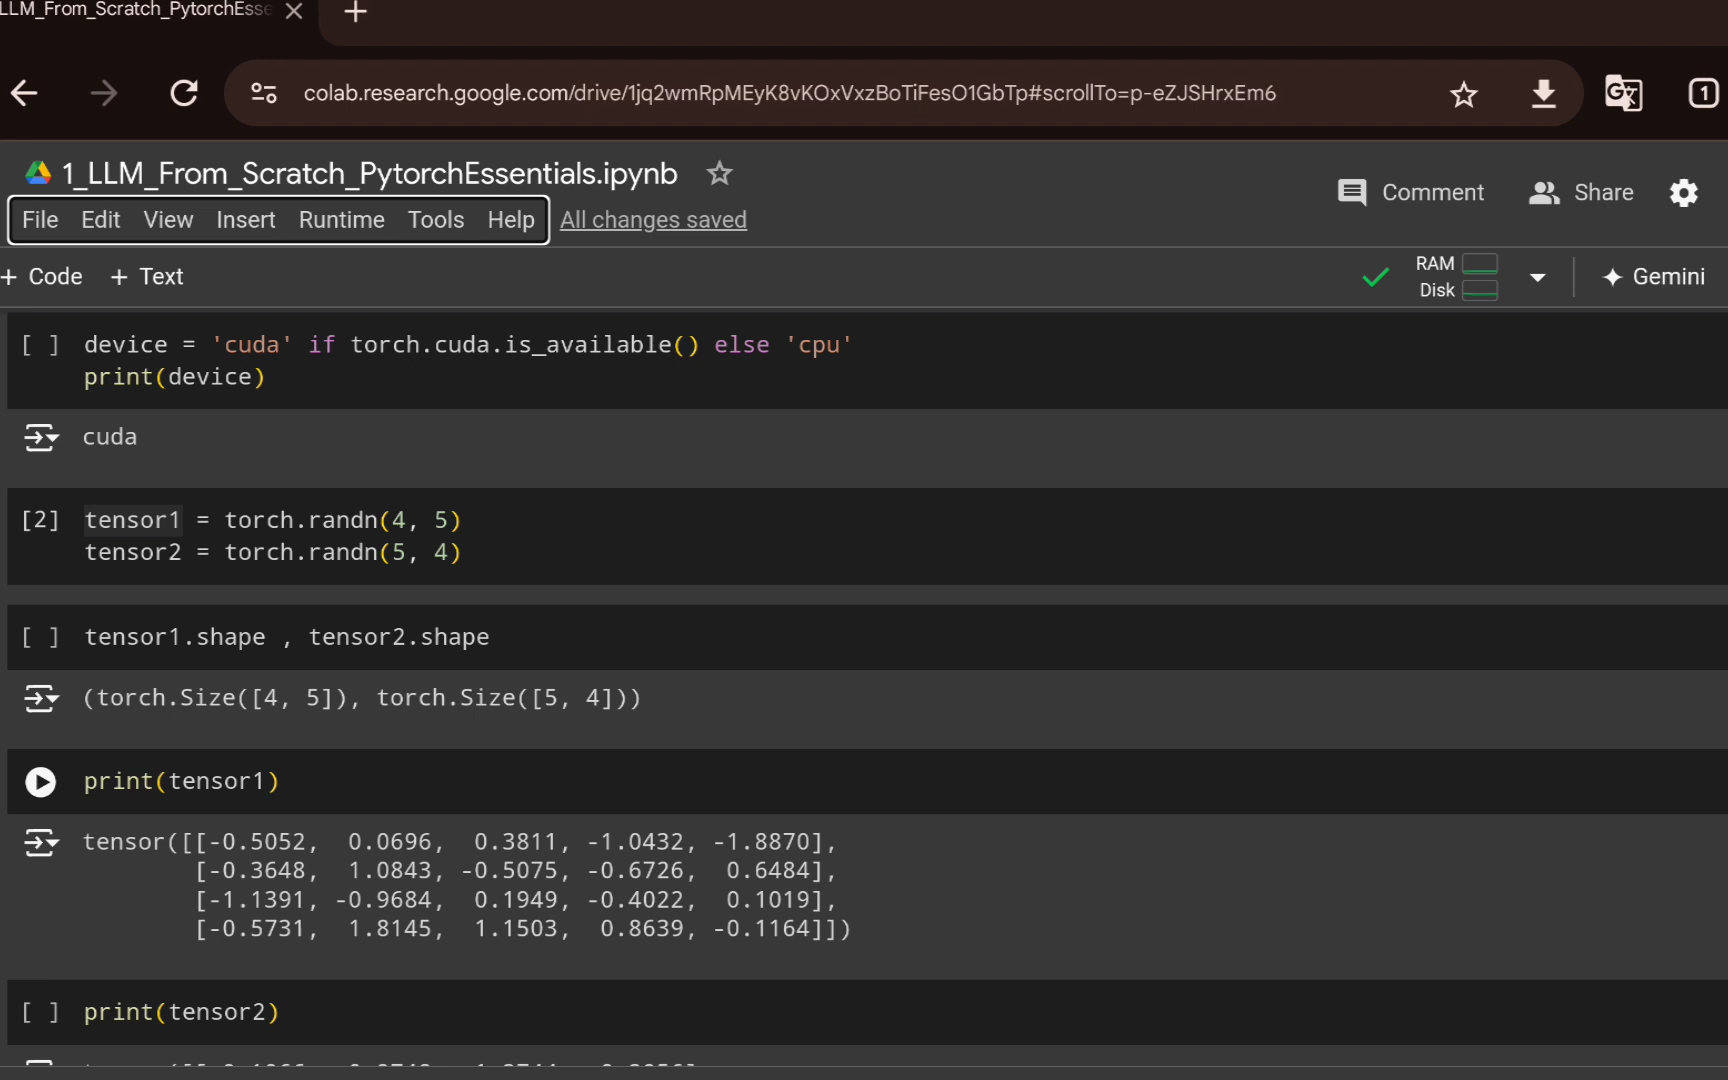 LLM_From_Scratch_PytorchEsse
colab.research.google.com/drive/1jq2wmRpMEyK8vKOxVxzBoTiFesO1GbTp#scrollTo=p-eZJSHrxEm6
1
1_LLM_From_Scratch_PytorchEssentials.ipynb
Comment Share
File Edit View Insert Runtime Tools Help All changes saved
+ Code + Text
RAM
Disk
Gemini
[ ] device = 'cuda' if torch.cuda.is_available() else 'cpu'
print(device)
cuda
[2] tensor1 = torch.randn(4, 5)
tensor2 = torch.randn(5, 4)
[ ] tensor1.shape , tensor2.shape
(torch.Size([4, 5]), torch.Size([5, 4]))
print(tensor1)
tensor([[-0.5052, 0.0696, 0.3811, -1.0432, -1.8870],
[-0.3648, 1.0843, -0.5075, -0.6726, 0.6484],
[-1.1391, -0.9684, 0.1949, -0.4022, 0.1019],
[-0.5731, 1.8145, 1.1503, 0.8639, -0.1164]])
[ ] print(tensor2)